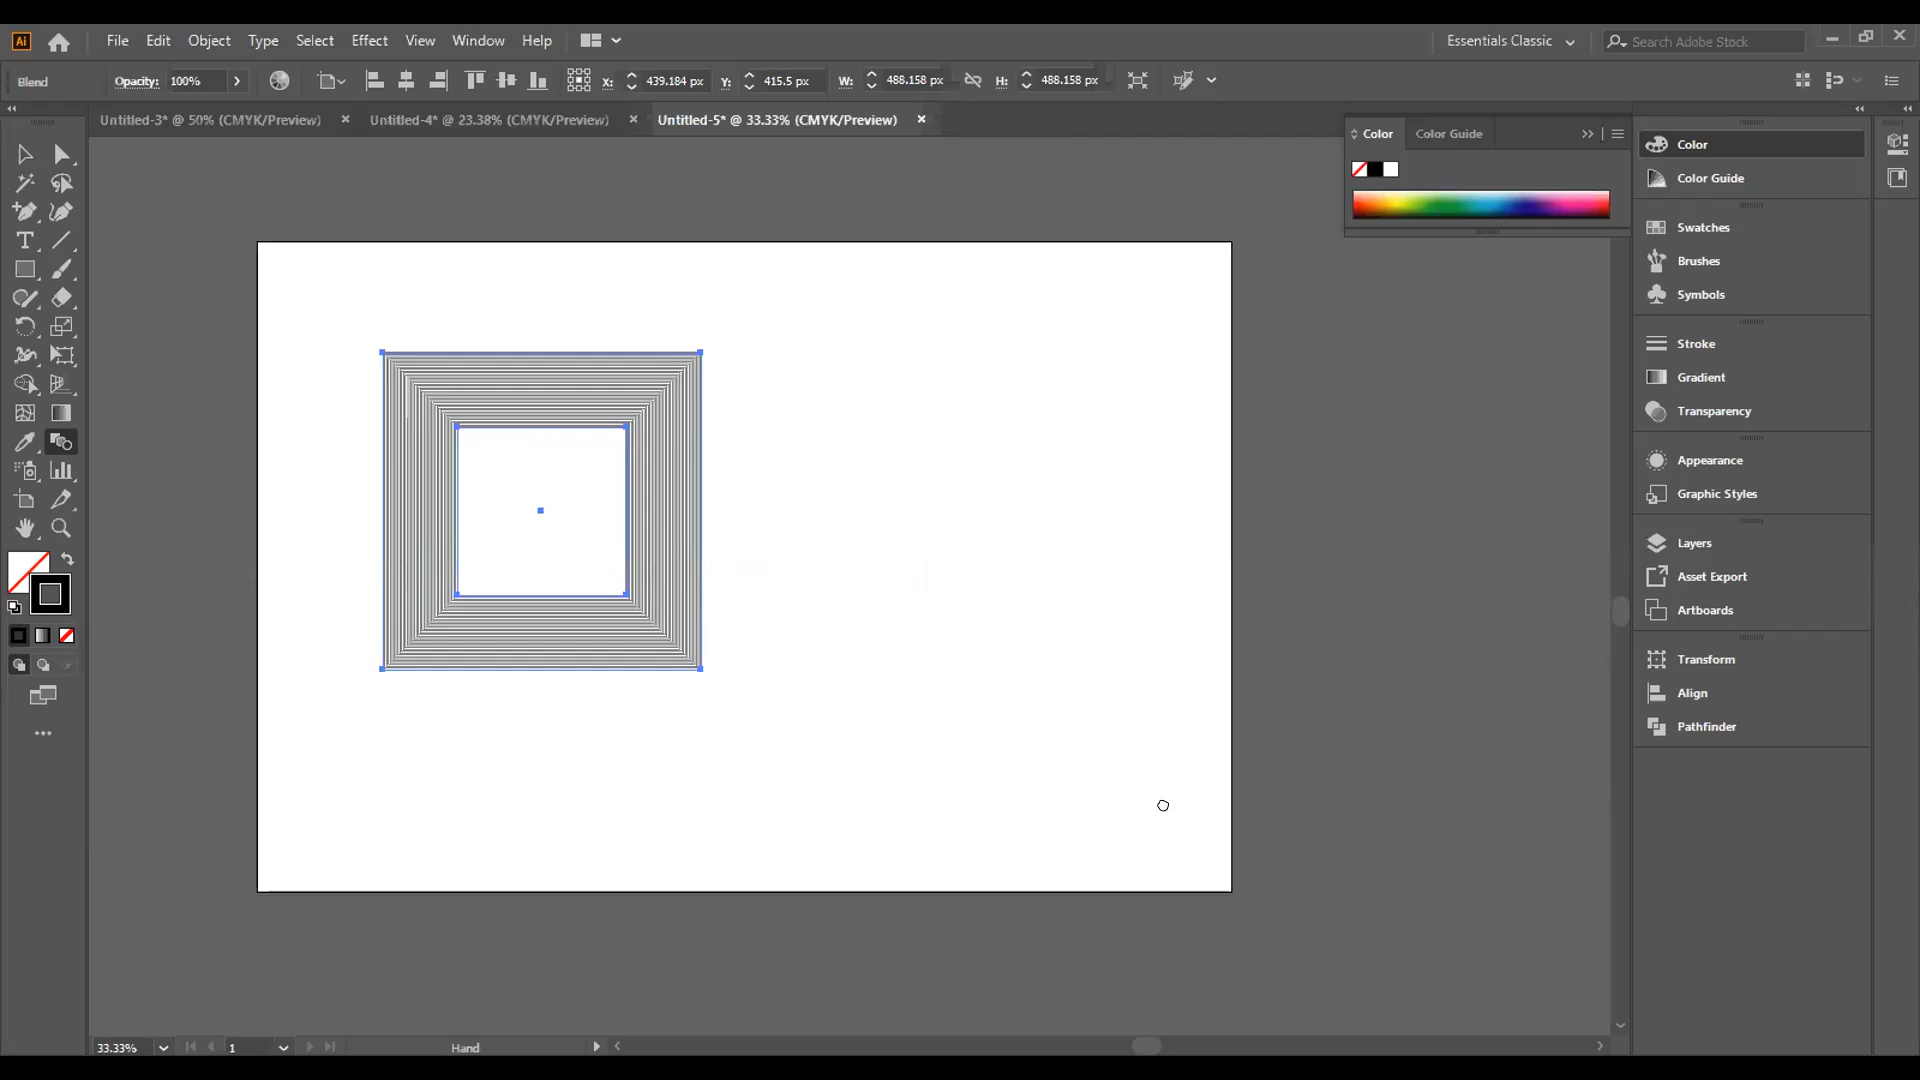 Ai File Edit Object Type Select Effect View Window Help Essentials Classic Search Adobe Stock
Blend Opacity: 100% X: 439.184 px Y: 415.5 px W: 488.158 px H: 488.158 px
Untitled-3* @ 50% (CMYK/Preview) Untitled-4* @ 23.38% (CMYK/Preview) Untitled-5* @ 33.33% (CMYK/Preview)
Color Color Guide
Color
Color Guide
Swatches
Brushes
Symbols
Stroke
Gradient
Transparency
Appearance
Graphic Styles
Layers
Asset Export
Artboards
Transform
Align
Pathfinder
33.33% 1 Hand